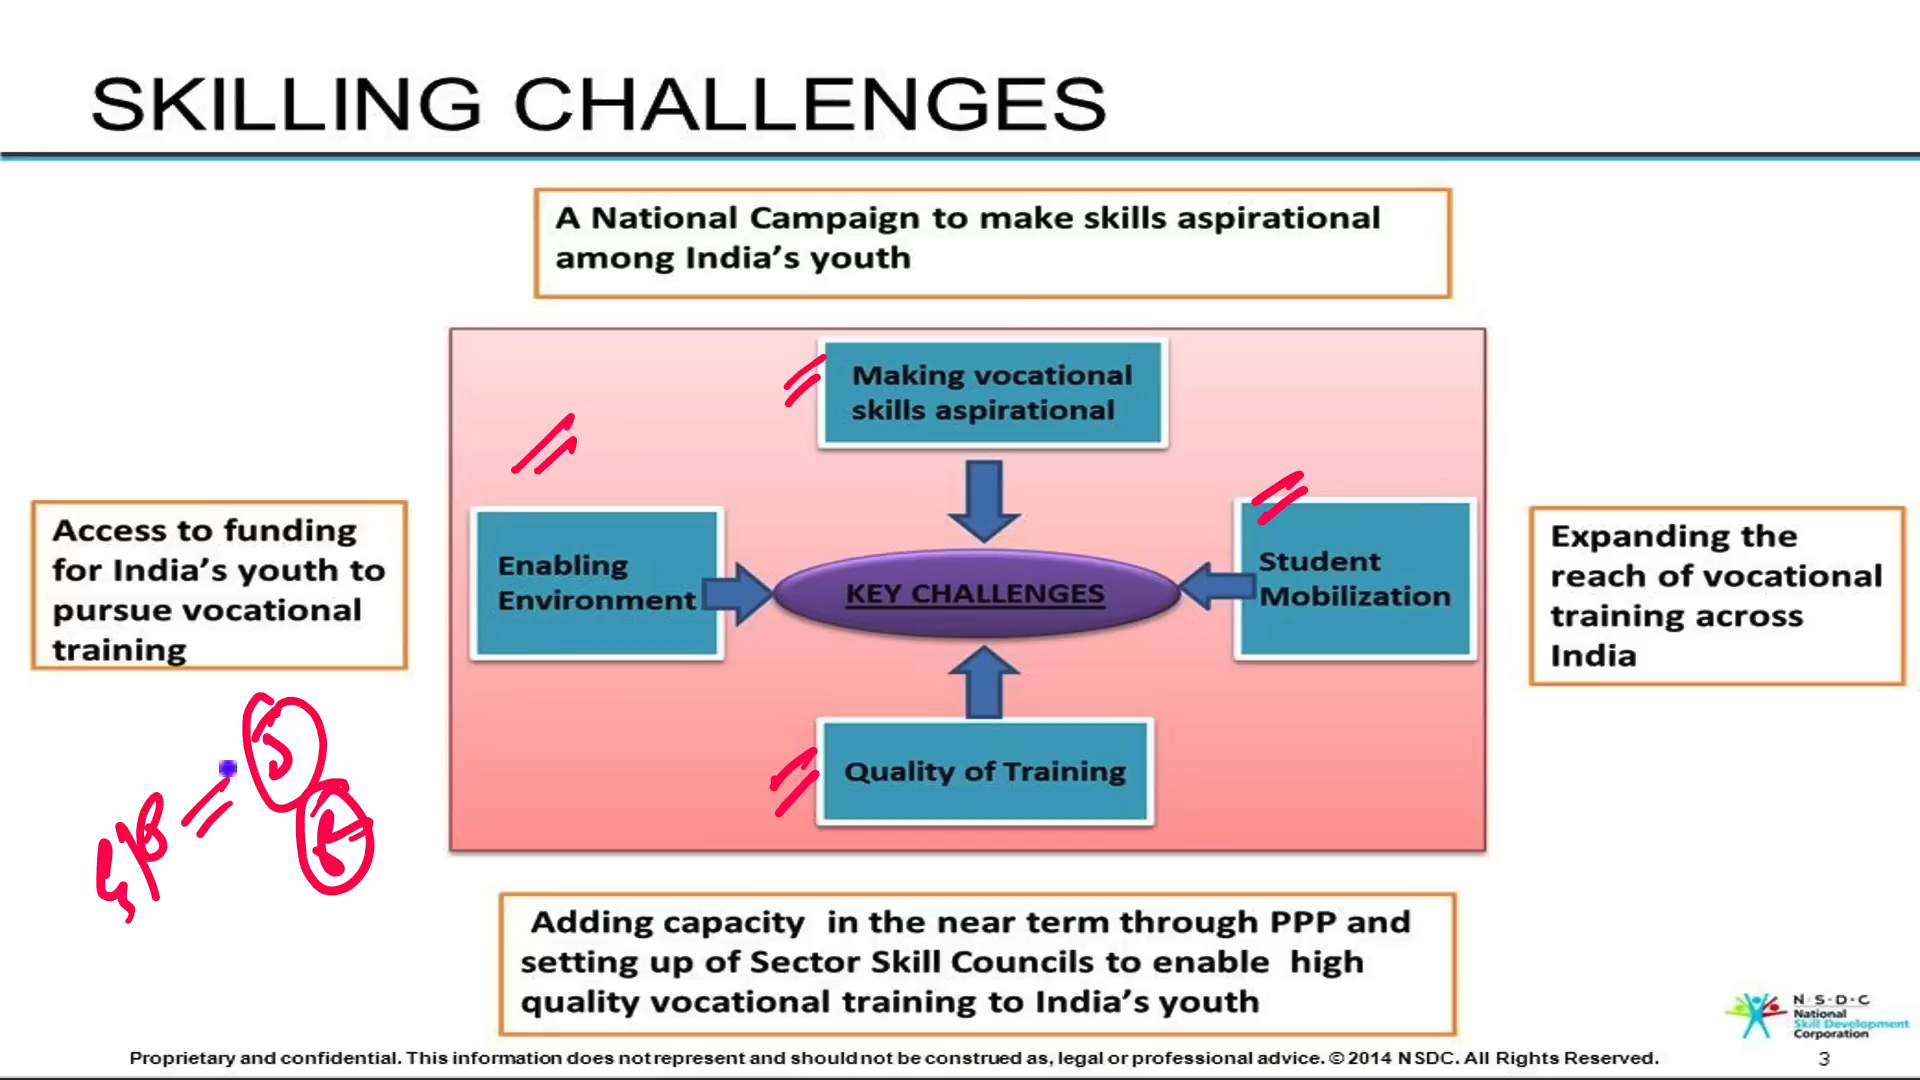 SKILLING CHALLENGES
A National Campaign to make skills aspirational
among India's youth
Making vocational
skills aspirational
Access to funding
for India's youth to
pursue vocational
training
Enabling
Environment
KEY CHALLENGES
Student
Mobilization
Expanding the
reach of vocational
training across
India
Quality of Training
Adding capacity in the near term through PPP and
setting up of Sector Skill Councils to enable high
quality vocational training to India's youth
N·S·D·C
National
Skill Development
Corporation
Proprietary and confidential. This information does not represent and should not be construed as, legal or professional advice. © 2014 NSDC. All Rights Reserved.
3